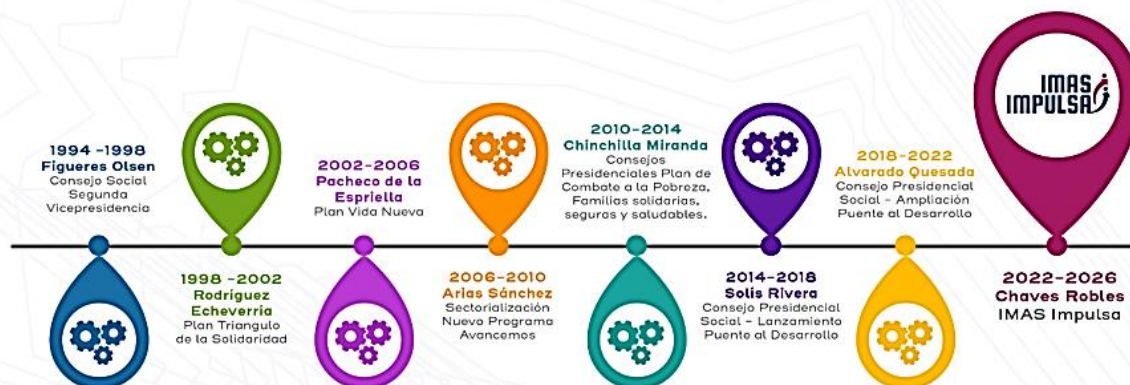 1994 -1998
Figueres Olsen
Consejo Social
Segunda
Vicepresidencia
1998 -2002
Rodríguez
Echeverría
Plan Triangulo
de la Solidaridad
2002-2006
Pacheco de la
Espriella
Plan Vida Nueva
2006-2010
Arias Sánchez
Sectorialización
Nuevo Programa
Avancemos
2010-2014
Chinchilla Miranda
Consejos
Presidenciales Plan de
Combate a la Pobreza,
Familias solidarias,
seguras y saludables.
2014-2018
Solís Rivera
Consejo Presidencial
Social - Lanzamiento
Puente al Desarrollo
2018-2022
Alvarado Quesada
Consejo Presidencial
Social - Ampliación
Puente al Desarrollo
IMAS
IMPULSA
2022-2026
Chaves Robles
IMAS Impulsa